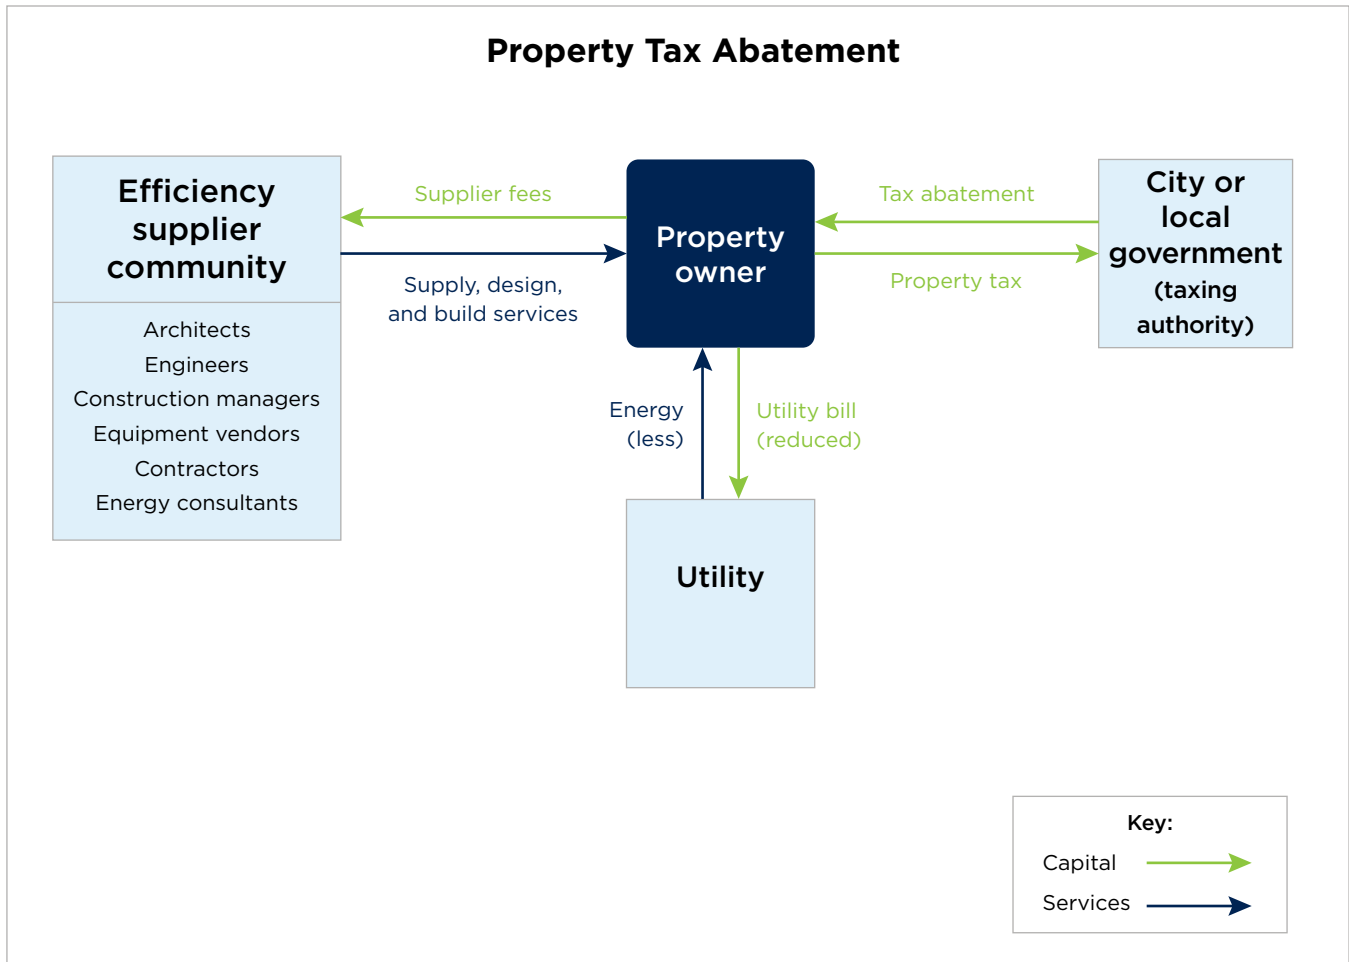 Property Tax Abatement
Efficiency
supplier
community
Architects
Engineers
Construction managers
Equipment vendors
Contractors
Energy consultants
Supplier fees
Supply, design,
and build services
Property
owner
Tax abatement
Property tax
City or
local
government
(taxing
authority)
Energy
(less)
Utility bill
(reduced)
Utility
Key:
Capital
Services